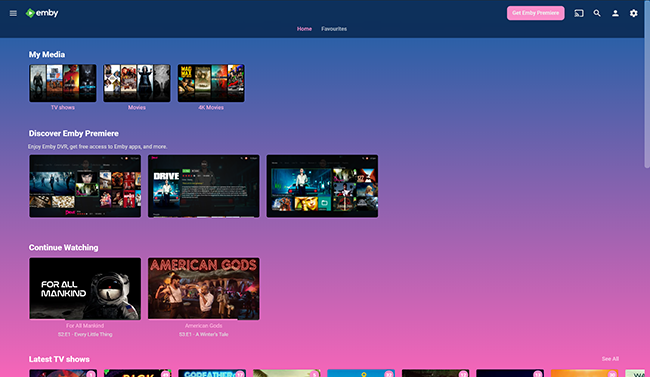 emby
Get Emby Premiere
Home
Favourites
My Media
TV shows
Movies
4K Movies
Discover Emby Premiere
Enjoy Emby DVR, get free access to Emby apps, and more.
DRIVE
Continue Watching
FOR ALL
MANKIND
AMERICAN GODS
For All Mankind
American Gods
S2:E1 - Every Little Thing
S3:E1 - A Winter's Tale
Latest TV shows
See All
GODFATHER